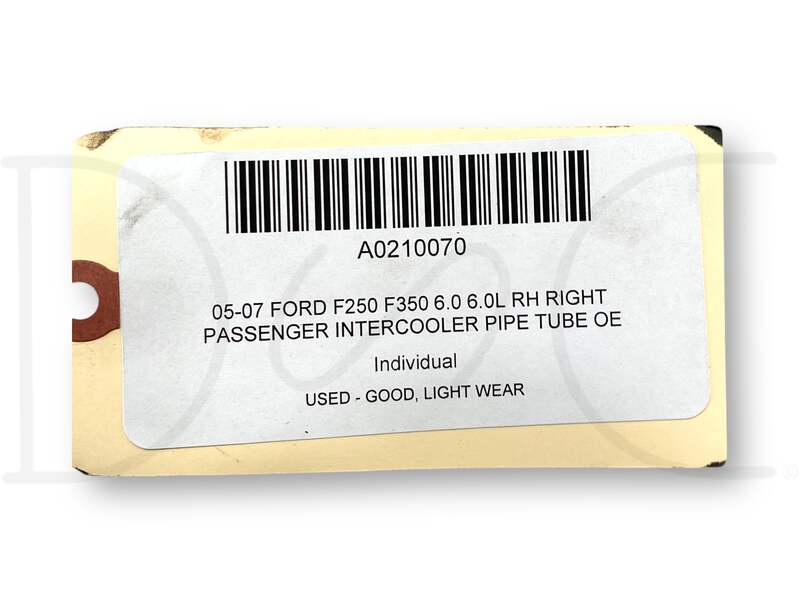 A0210070
05-07 FORD F250 F350 6.0 6.0L RH RIGHT
PASSENGER INTERCOOLER PIPE TUBE OE
Individual
USED - GOOD, LIGHT WEAR